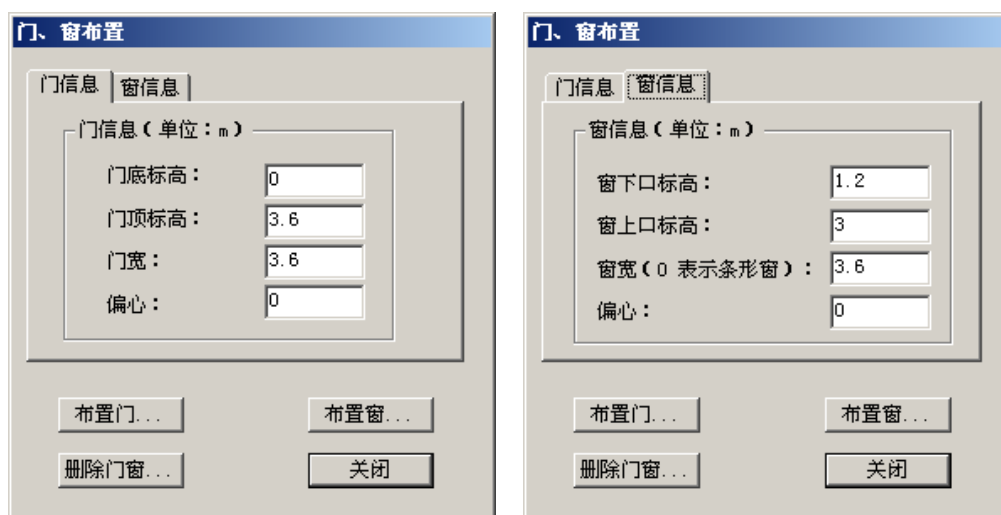 门、窗布置
门信息
窗信息
门信息(单位:m)
门底标高:
0
门顶标高:
3.6
门宽:
3.6
偏心:
0
布置门...
布置窗...
删除门窗...
关闭
门、窗布置
门信息
窗信息
窗信息(单位:m)
窗下口标高:
1.2
窗上口标高:
3
窗宽(0 表示条形窗):
3.6
偏心:
0
布置门...
布置窗...
删除门窗...
关闭